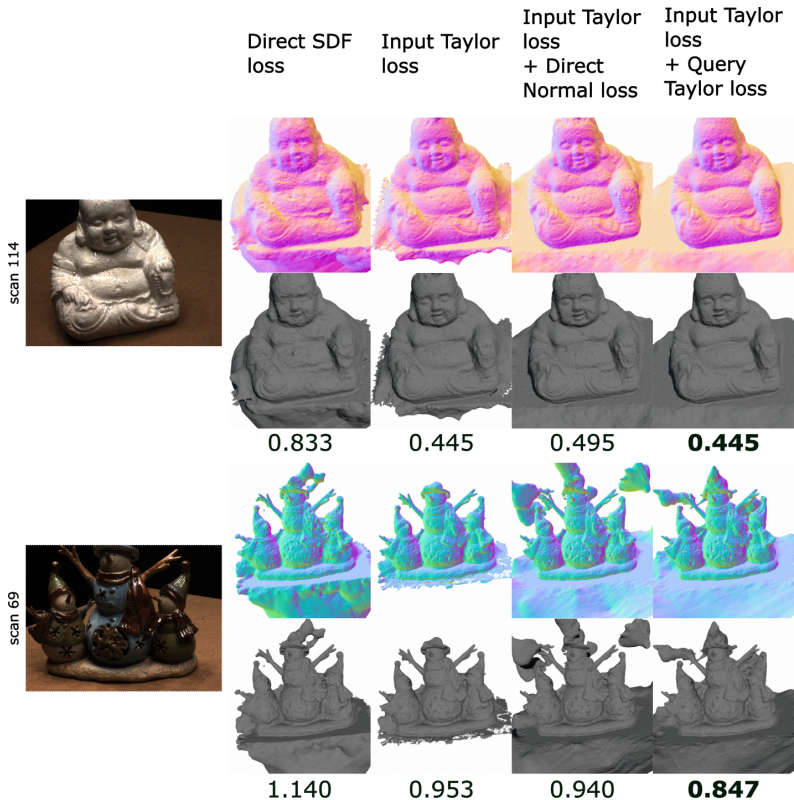 Direct SDF
loss
Input Taylor
loss
Input Taylor
loss
+ Direct
Normal loss
Input Taylor
loss
+ Query
Taylor loss
scan 114
0.833
0.445
0.495
0.445
scan 69
1.140
0.953
0.940
0.847